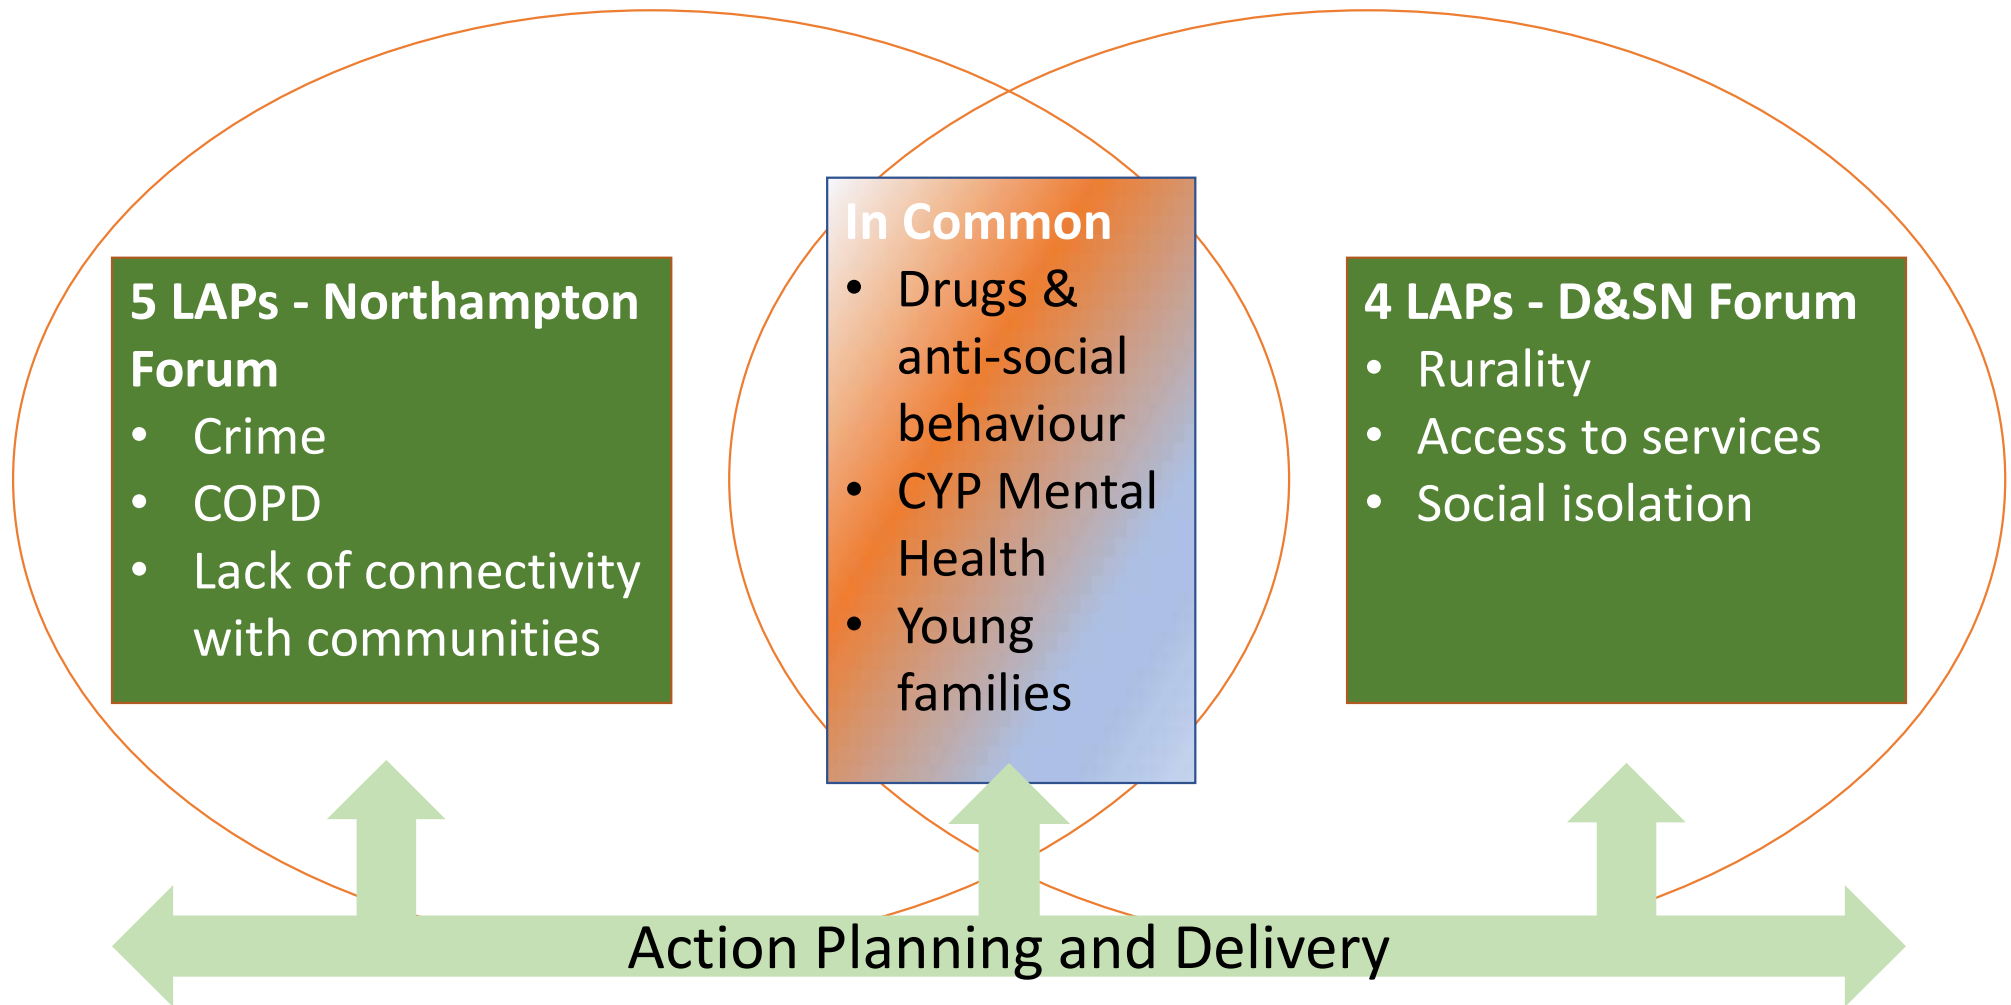 5 LAPs - Northampton
Forum
• Crime
• COPD
• Lack of connectivity
with communities
In Common
• Drugs &
anti-social
behaviour
• CYP Mental
Health
• Young
families
4 LAPs - D&SN Forum
• Rurality
• Access to services
• Social isolation
Action Planning and Delivery